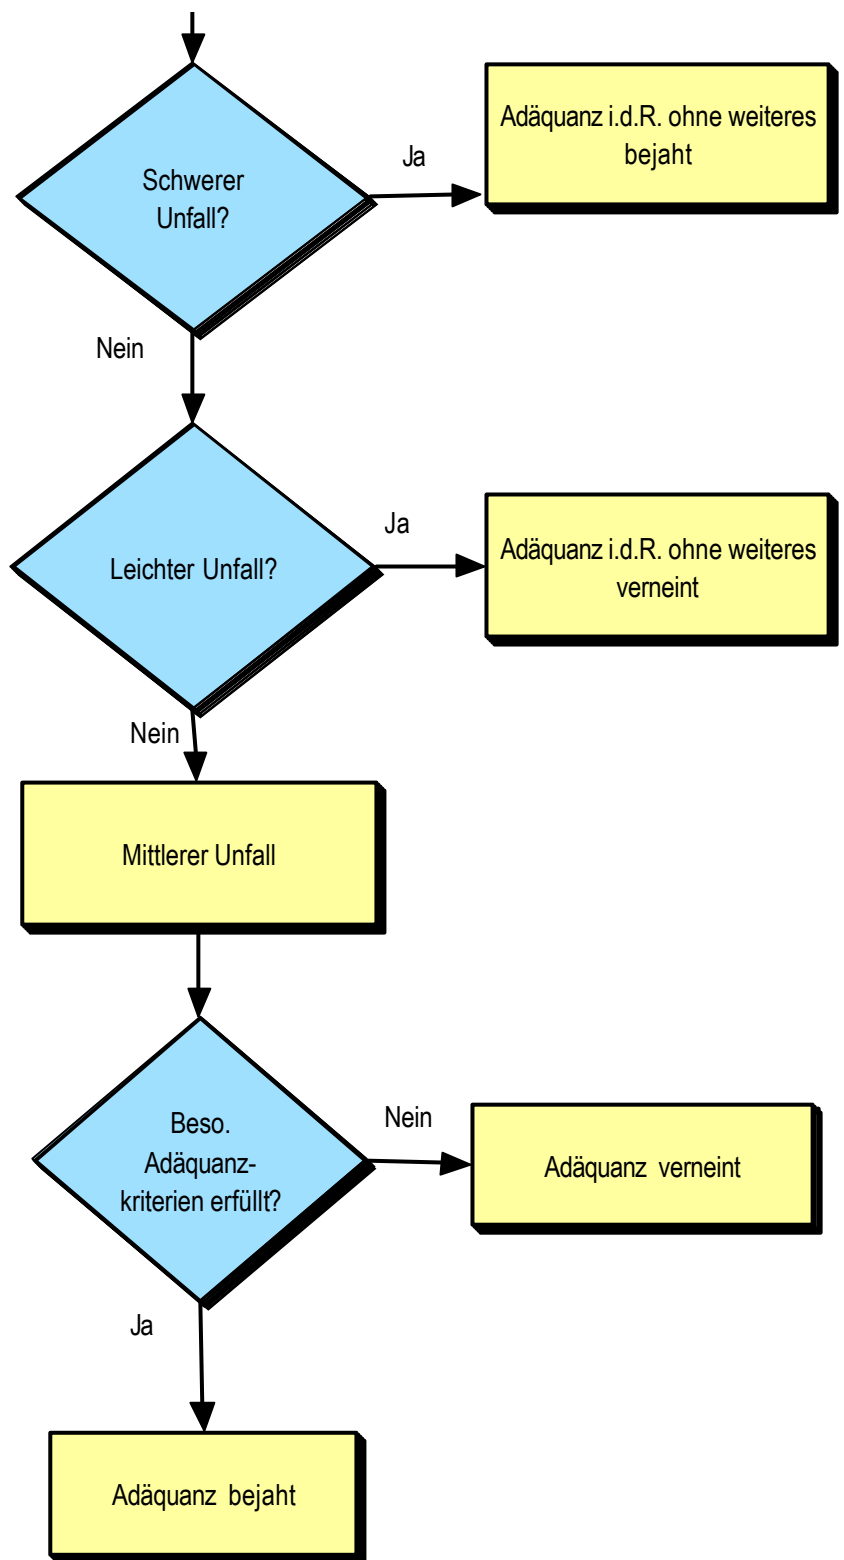 Adäquanz i.d.R. ohne weiteres
bejaht
Ja
Schwerer
Unfall?
Nein
Ja
Adäquanz i.d.R. ohne weiteres
verneint
Leichter Unfall?
Nein
Mittlerer Unfall
Beso.
Adäquanz-
kriterien erfüllt?
Nein
Adäquanz verneint
Ja
Adäquanz bejaht